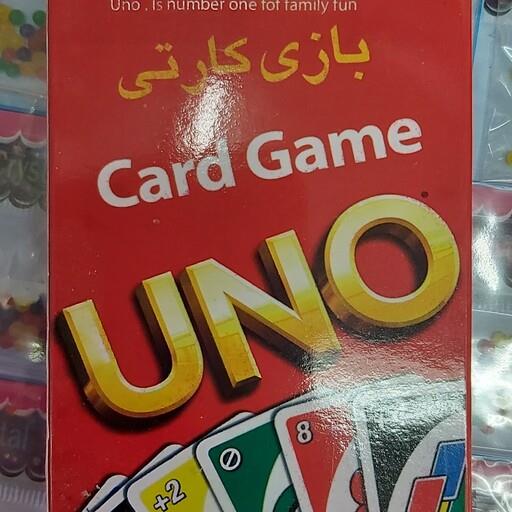 Uno . Is number one fot family fun
بازی کارتی
Card Game
UNO
+2
8